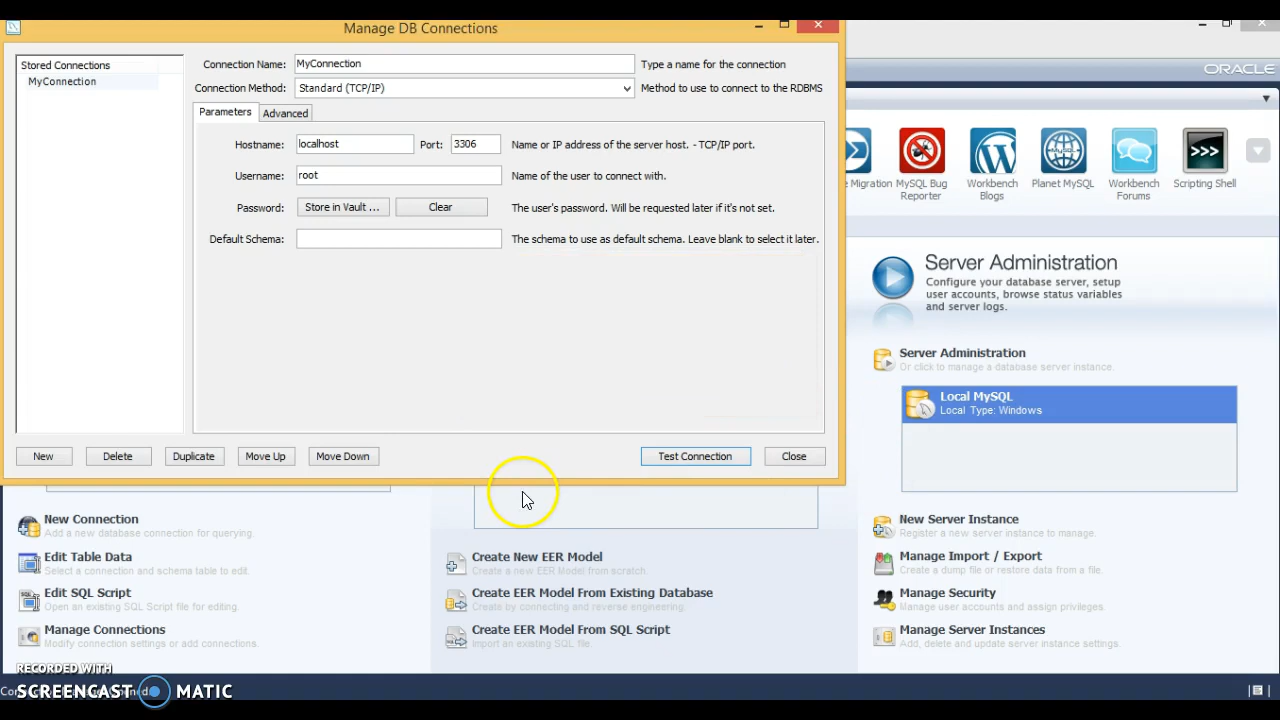 Manage DB Connections
Stored Connections
MyConnection
Connection Name: MyConnection Type a name for the connection
Connection Method: Standard (TCP/IP) Method to use to connect to the RDBMS
Parameters Advanced
Hostname: localhost Port: 3306 Name or IP address of the server host. - TCP/IP port.
Username: root Name of the user to connect with.
Password: Store in Vault ... Clear The user's password. Will be requested later if it's not set.
Default Schema: The schema to use as default schema. Leave blank to select it later.
New Delete Duplicate Move Up Move Down Test Connection Close
ORACLE
Migration
MySQL Bug Reporter
Workbench Blogs
Planet MySQL
Workbench Forums
Scripting Shell
>>>
Server Administration
Configure your database server, setup
user accounts, browse status variables
and server logs.
Server Administration
Or click to manage a database server instance.
Local MySQL
Local Type: Windows
New Connection
Add a new database connection for querying.
Edit Table Data
Select a connection and schema table to edit.
Edit SQL Script
Open an existing SQL Script file for editing.
Manage Connections
Modify connection settings or add connections.
Create New EER Model
Create a new EER Model from scratch.
Create EER Model From Existing Database
Create by connecting and reverse engineering.
Create EER Model From SQL Script
Import an existing SQL file.
New Server Instance
Register a new server instance to manage.
Manage Import / Export
Create a dump file or restore data from a file.
Manage Security
Manage user accounts and assign privileges.
Manage Server Instances
Add, delete and update server instance settings.
RECORDED WITH
SCREENCAST MATIC